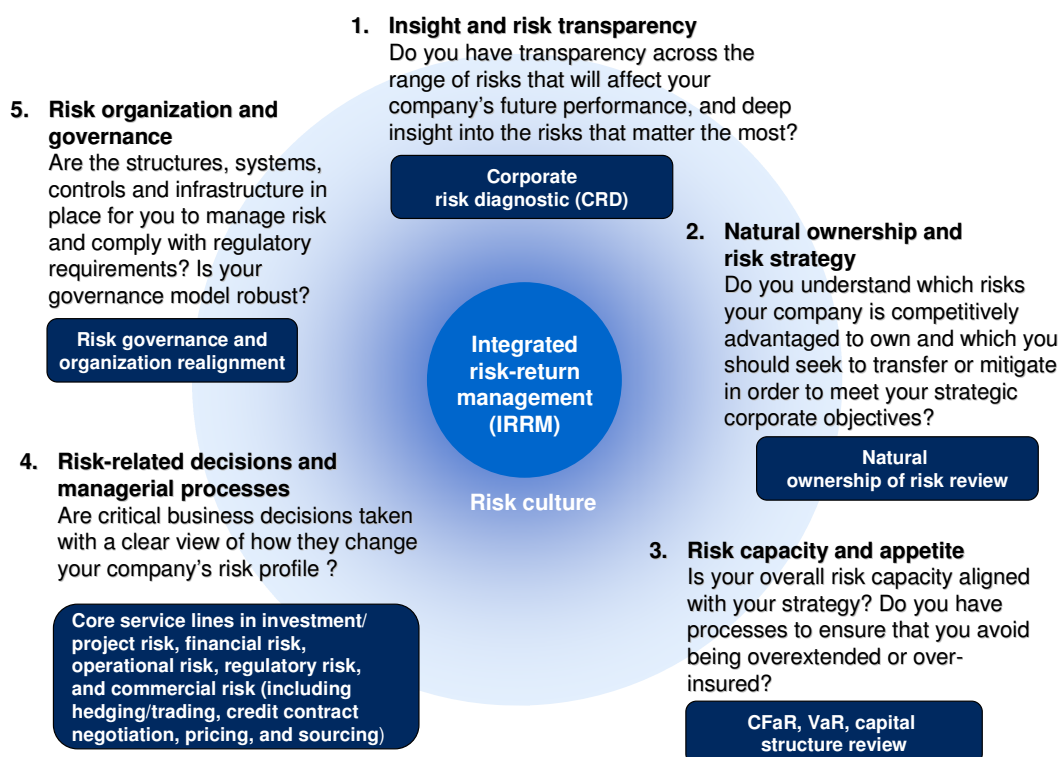 1. Insight and risk transparency
Do you have transparency across the
range of risks that will affect your
company's future performance, and deep
insight into the risks that matter the most?
Corporate
risk diagnostic (CRD)
2. Natural ownership and
risk strategy
Do you understand which risks
your company is competitively
advantaged to own and which you
should seek to transfer or mitigate
in order to meet your strategic
corporate objectives?
Natural
ownership of risk review
3. Risk capacity and appetite
Is your overall risk capacity aligned
with your strategy? Do you have
processes to ensure that you avoid
being overextended or over-
insured?
CFaR, VaR, capital
structure review
4. Risk-related decisions and
managerial processes
Are critical business decisions taken
with a clear view of how they change
your company's risk profile ?
Core service lines in investment/
project risk, financial risk,
operational risk, regulatory risk,
and commercial risk (including
hedging/trading, credit contract
negotiation, pricing, and sourcing)
5. Risk organization and
governance
Are the structures, systems,
controls and infrastructure in
place for you to manage risk
and comply with regulatory
requirements? Is your
governance model robust?
Risk governance and
organization realignment
Integrated
risk-return
management
(IRRM)
Risk culture